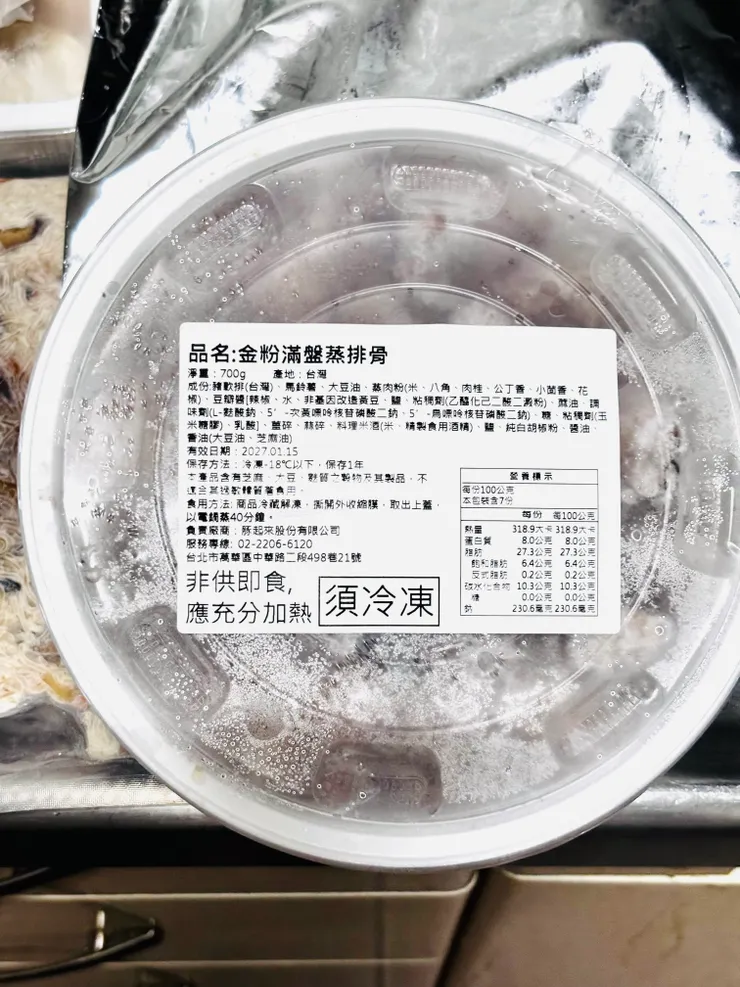 品名:金粉滿盤蒸排骨
淨重：700g 產地：台灣
成份:豬軟排(台灣)、馬鈴薯、大豆油、蒸肉粉(米、八角、肉桂、公丁香、小茴香、花
椒)、豆瓣醬[辣椒、水、非基因改造黃豆、鹽、粘稠劑(乙醯化己二酸二澱粉)、蔴油、調
味劑(L-麩酸鈉、5'-次黃嘌呤核苷磷酸二鈉、5'-鳥嘌呤核苷磷酸二鈉)、糖、粘稠劑(玉
米糖膠)、乳酸]、薑碎、蒜碎、料理米酒(米、精製食用酒精)、鹽、純白胡椒粉、醬油、
香油(大豆油、芝麻油)
有效日期：2027.01.15
保存方法：冷凍-18℃以下，保存1年
本產品含有芝麻、大豆、麩質之穀物及其製品，不
適合其過敏體質者食用。
食用方法：商品冷藏解凍，撕開外收縮膜，取出上蓋，
以電鍋蒸40分鐘。
負責廠商：豚起來股份有限公司
服務專線：02-2206-6120
台北市萬華區中華路二段498巷21號
非供即食,
應充分加熱
須冷凍
營養標示
每份100公克
本包裝含7份
每份 每100公克
熱量 318.9大卡 318.9大卡
蛋白質 8.0公克 8.0公克
脂肪 27.3公克 27.3公克
飽和脂肪 6.4公克 6.4公克
反式脂肪 0.2公克 0.2公克
碳水化合物 10.3公克 10.3公克
糖 0.0公克 0.0公克
鈉 230.6毫克 230.6毫克